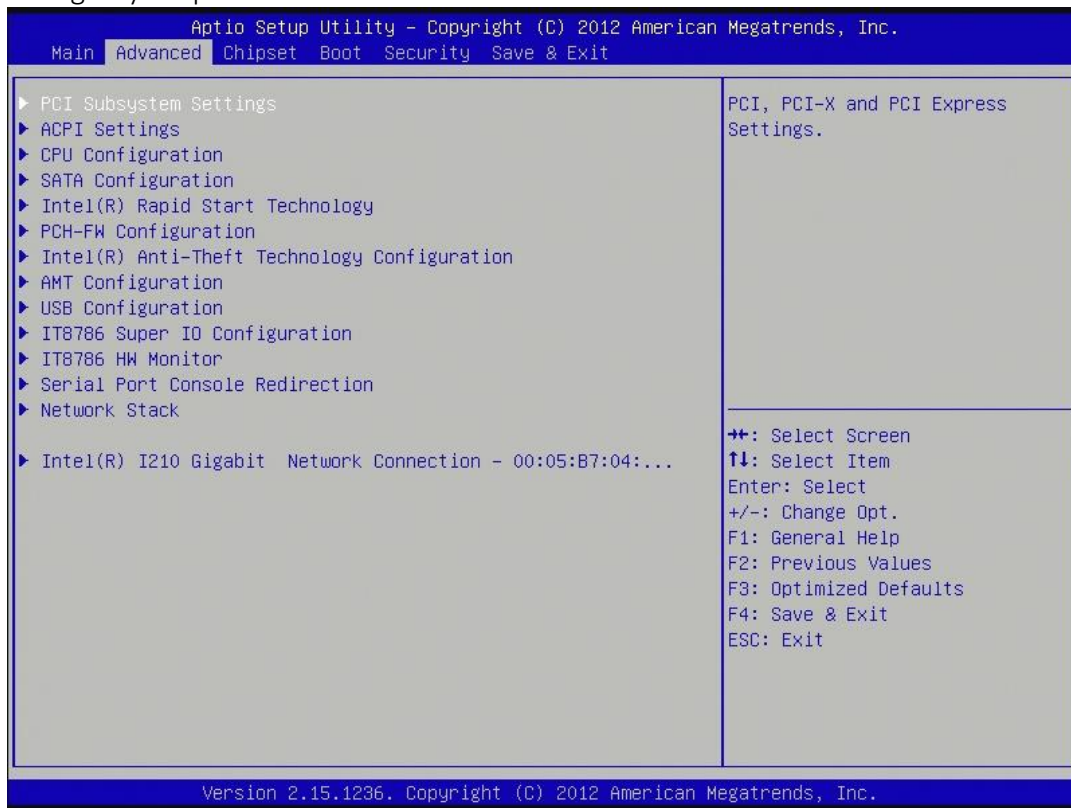 Aptio Setup Utility – Copyright (C) 2012 American Megatrends, Inc.
Main Advanced Chipset Boot Security Save & Exit
PCI Subsystem Settings
ACPI Settings
CPU Configuration
SATA Configuration
Intel(R) Rapid Start Technology
PCH-FW Configuration
Intel(R) Anti-Theft Technology Configuration
AMT Configuration
USB Configuration
IT8786 Super IO Configuration
IT8786 HW Monitor
Serial Port Console Redirection
Network Stack
Intel(R) I210 Gigabit Network Connection – 00:05:B7:04:...
PCI, PCI-X and PCI Express
Settings.
→←: Select Screen
↑↓: Select Item
Enter: Select
+/-: Change Opt.
F1: General Help
F2: Previous Values
F3: Optimized Defaults
F4: Save & Exit
ESC: Exit
Version 2.15.1236. Copyright (C) 2012 American Megatrends, Inc.